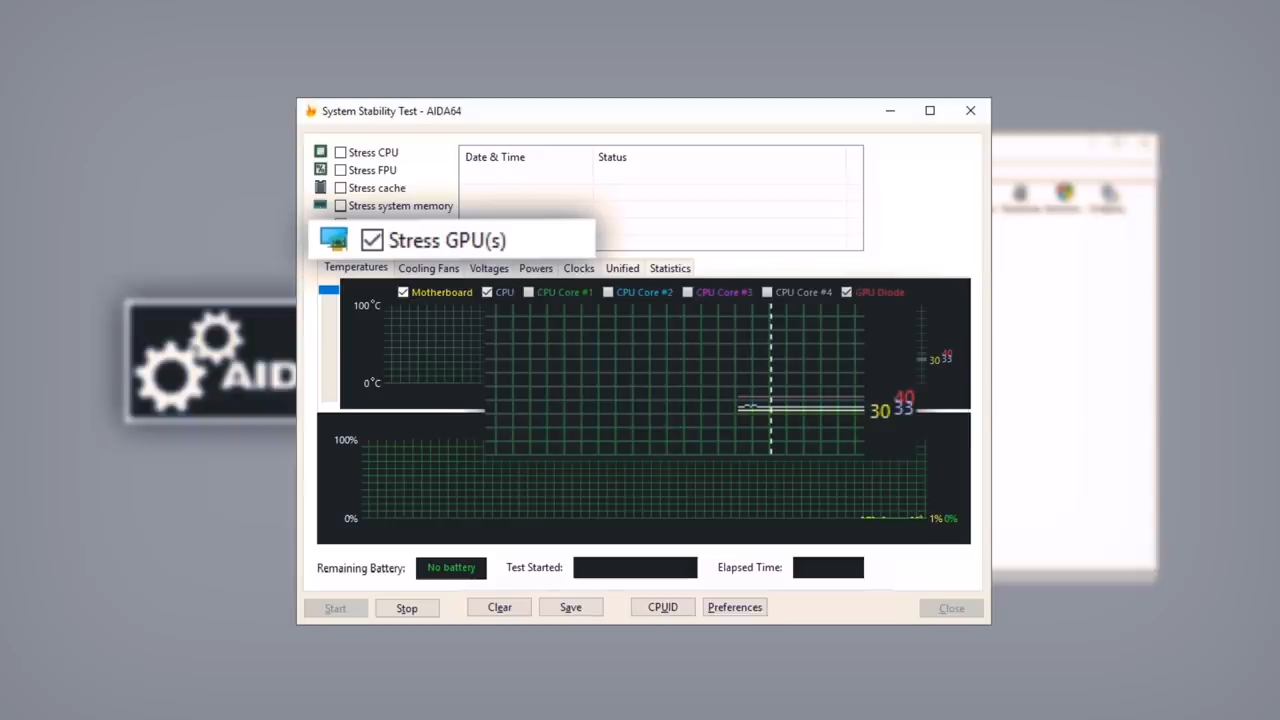 System Stability Test - AIDA64
Stress CPU
Stress FPU
Stress cache
Stress system memory
Stress GPU(s)
Date & Time Status
Temperatures Cooling Fans Voltages Powers Clocks Unified Statistics
Motherboard CPU CPU Core #1 CPU Core #2 CPU Core #3 CPU Core #4 GPU Diode
100°C
40
30 33
0°C
40
30 33
AID
100%
0%
1% 0%
Remaining Battery: No battery Test Started: Elapsed Time:
Start Stop Clear Save CPUID Preferences Close